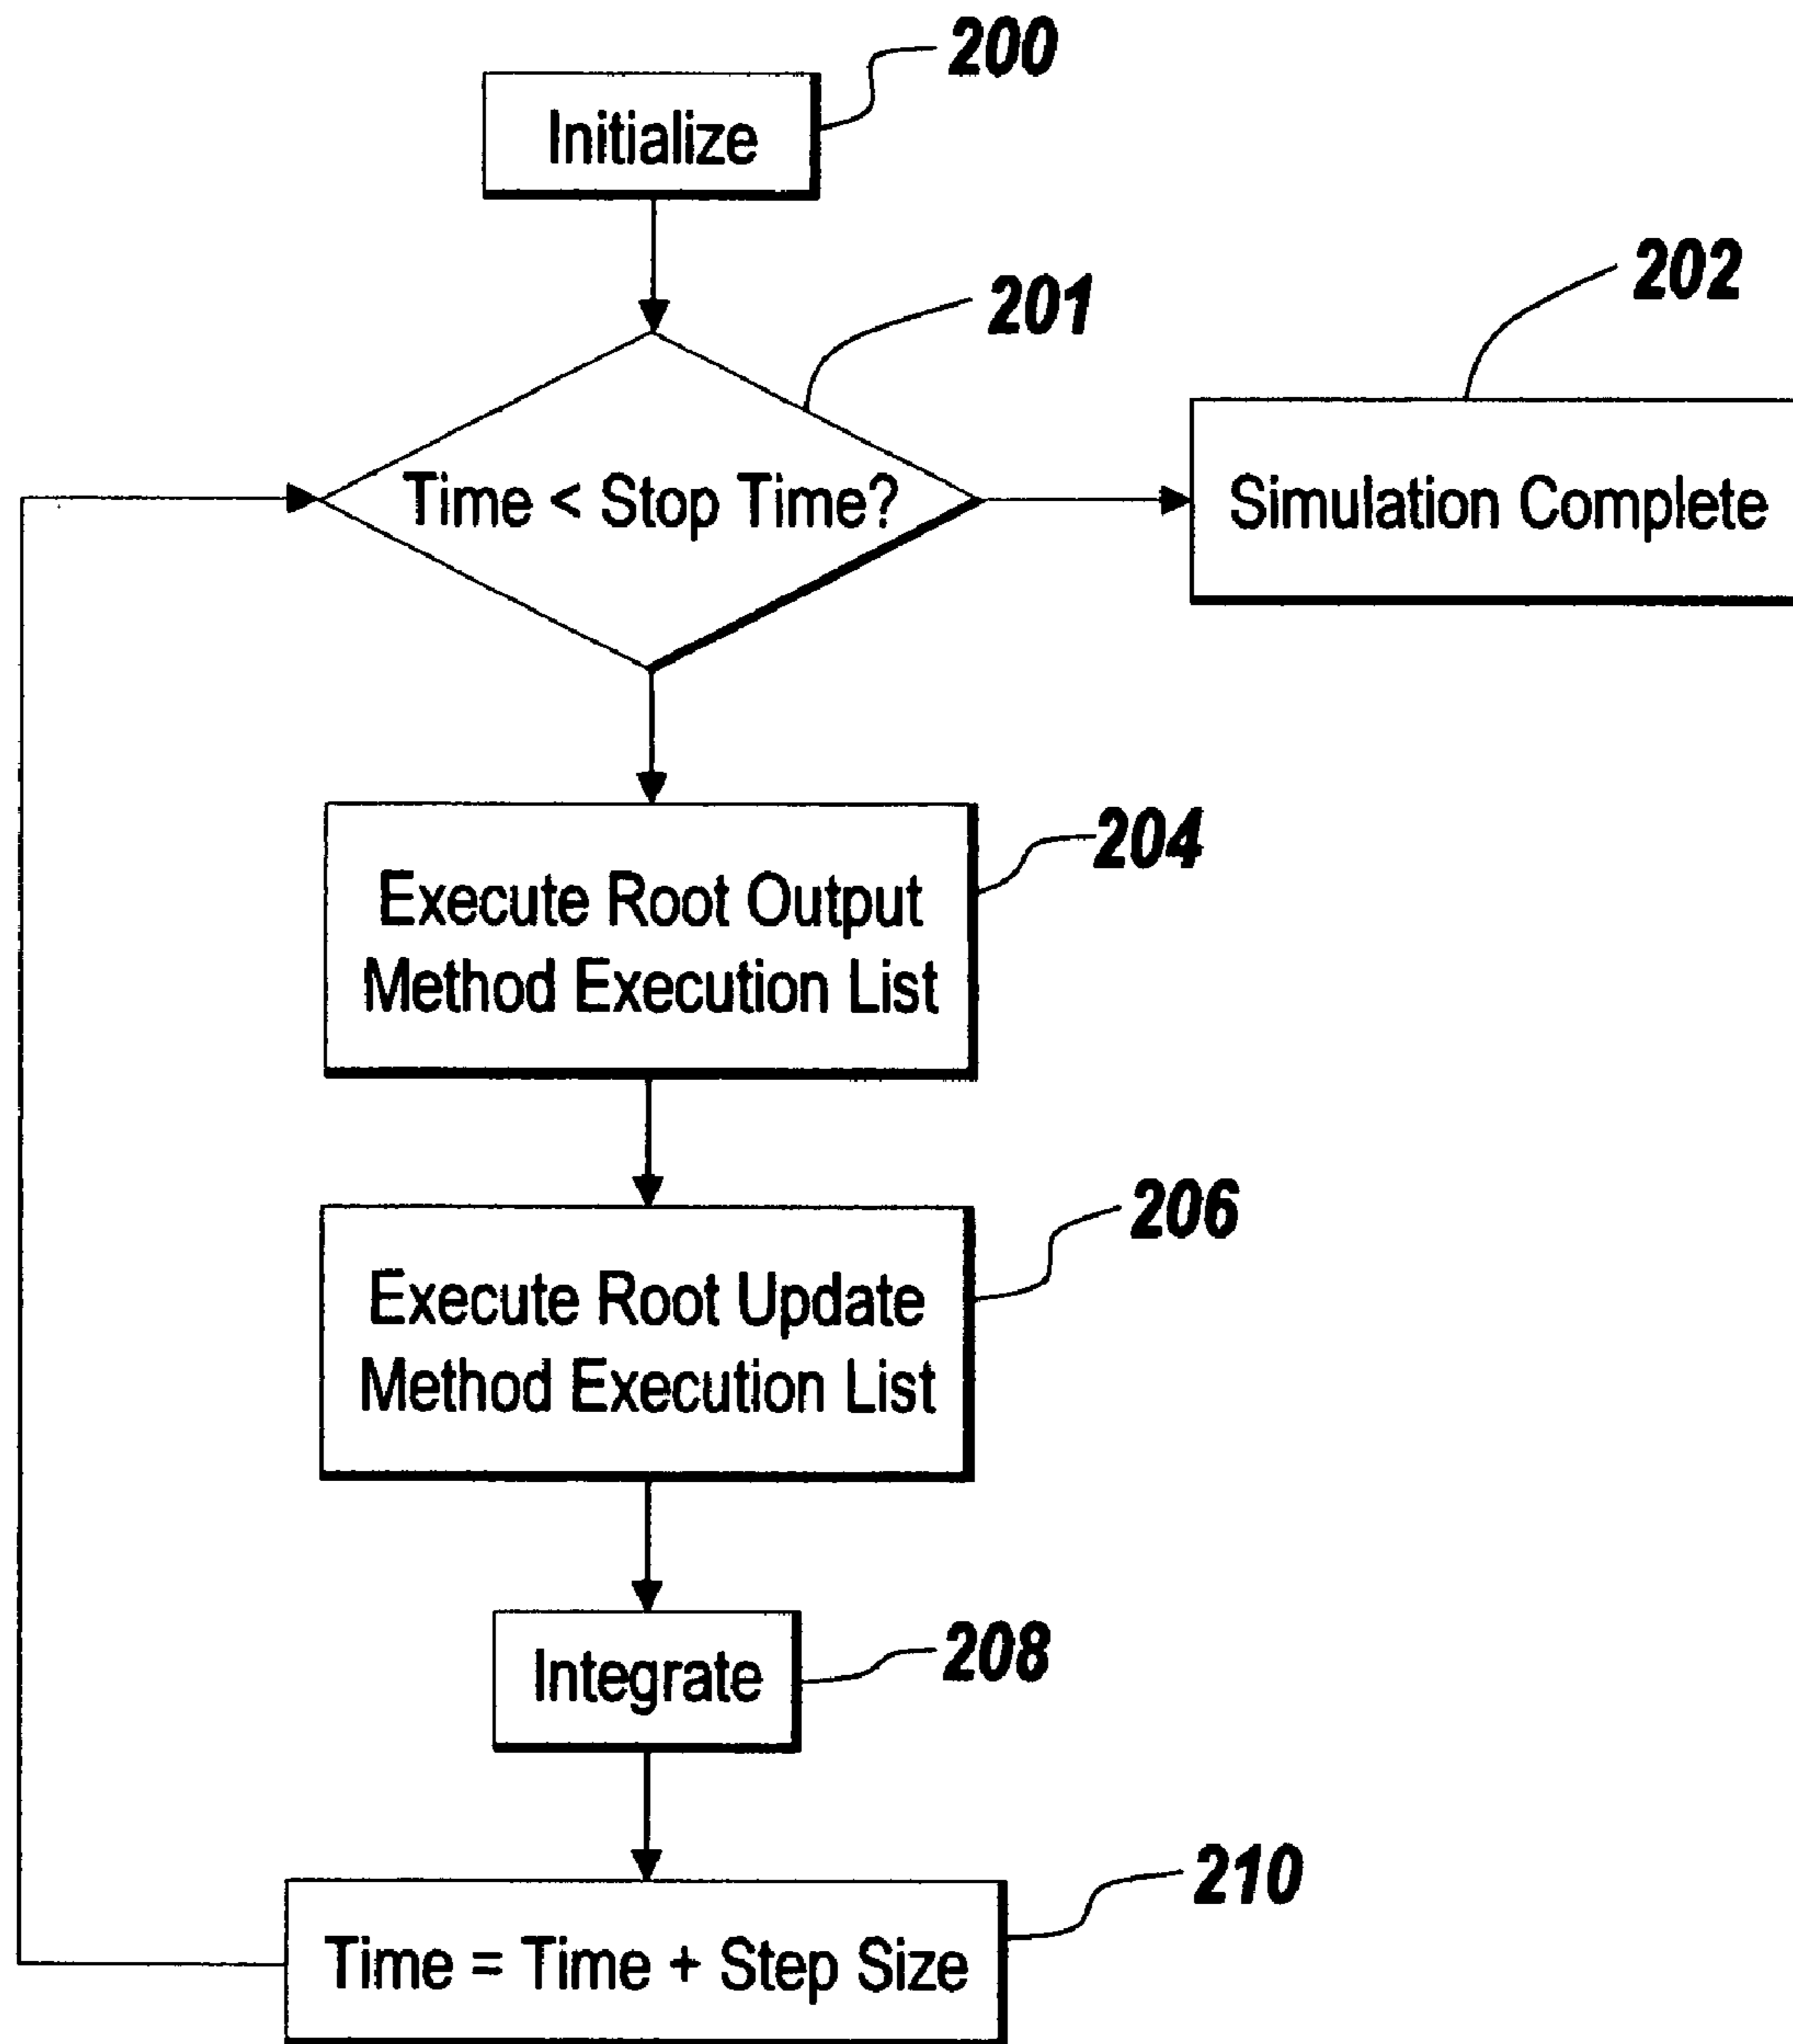 200
Initialize
201
202
Time < Stop Time?
Simulation Complete
204
Execute Root Output
Method Execution List
206
Execute Root Update
Method Execution List
208
Integrate
210
Time = Time + Step Size